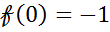 𝒻(0) = −1